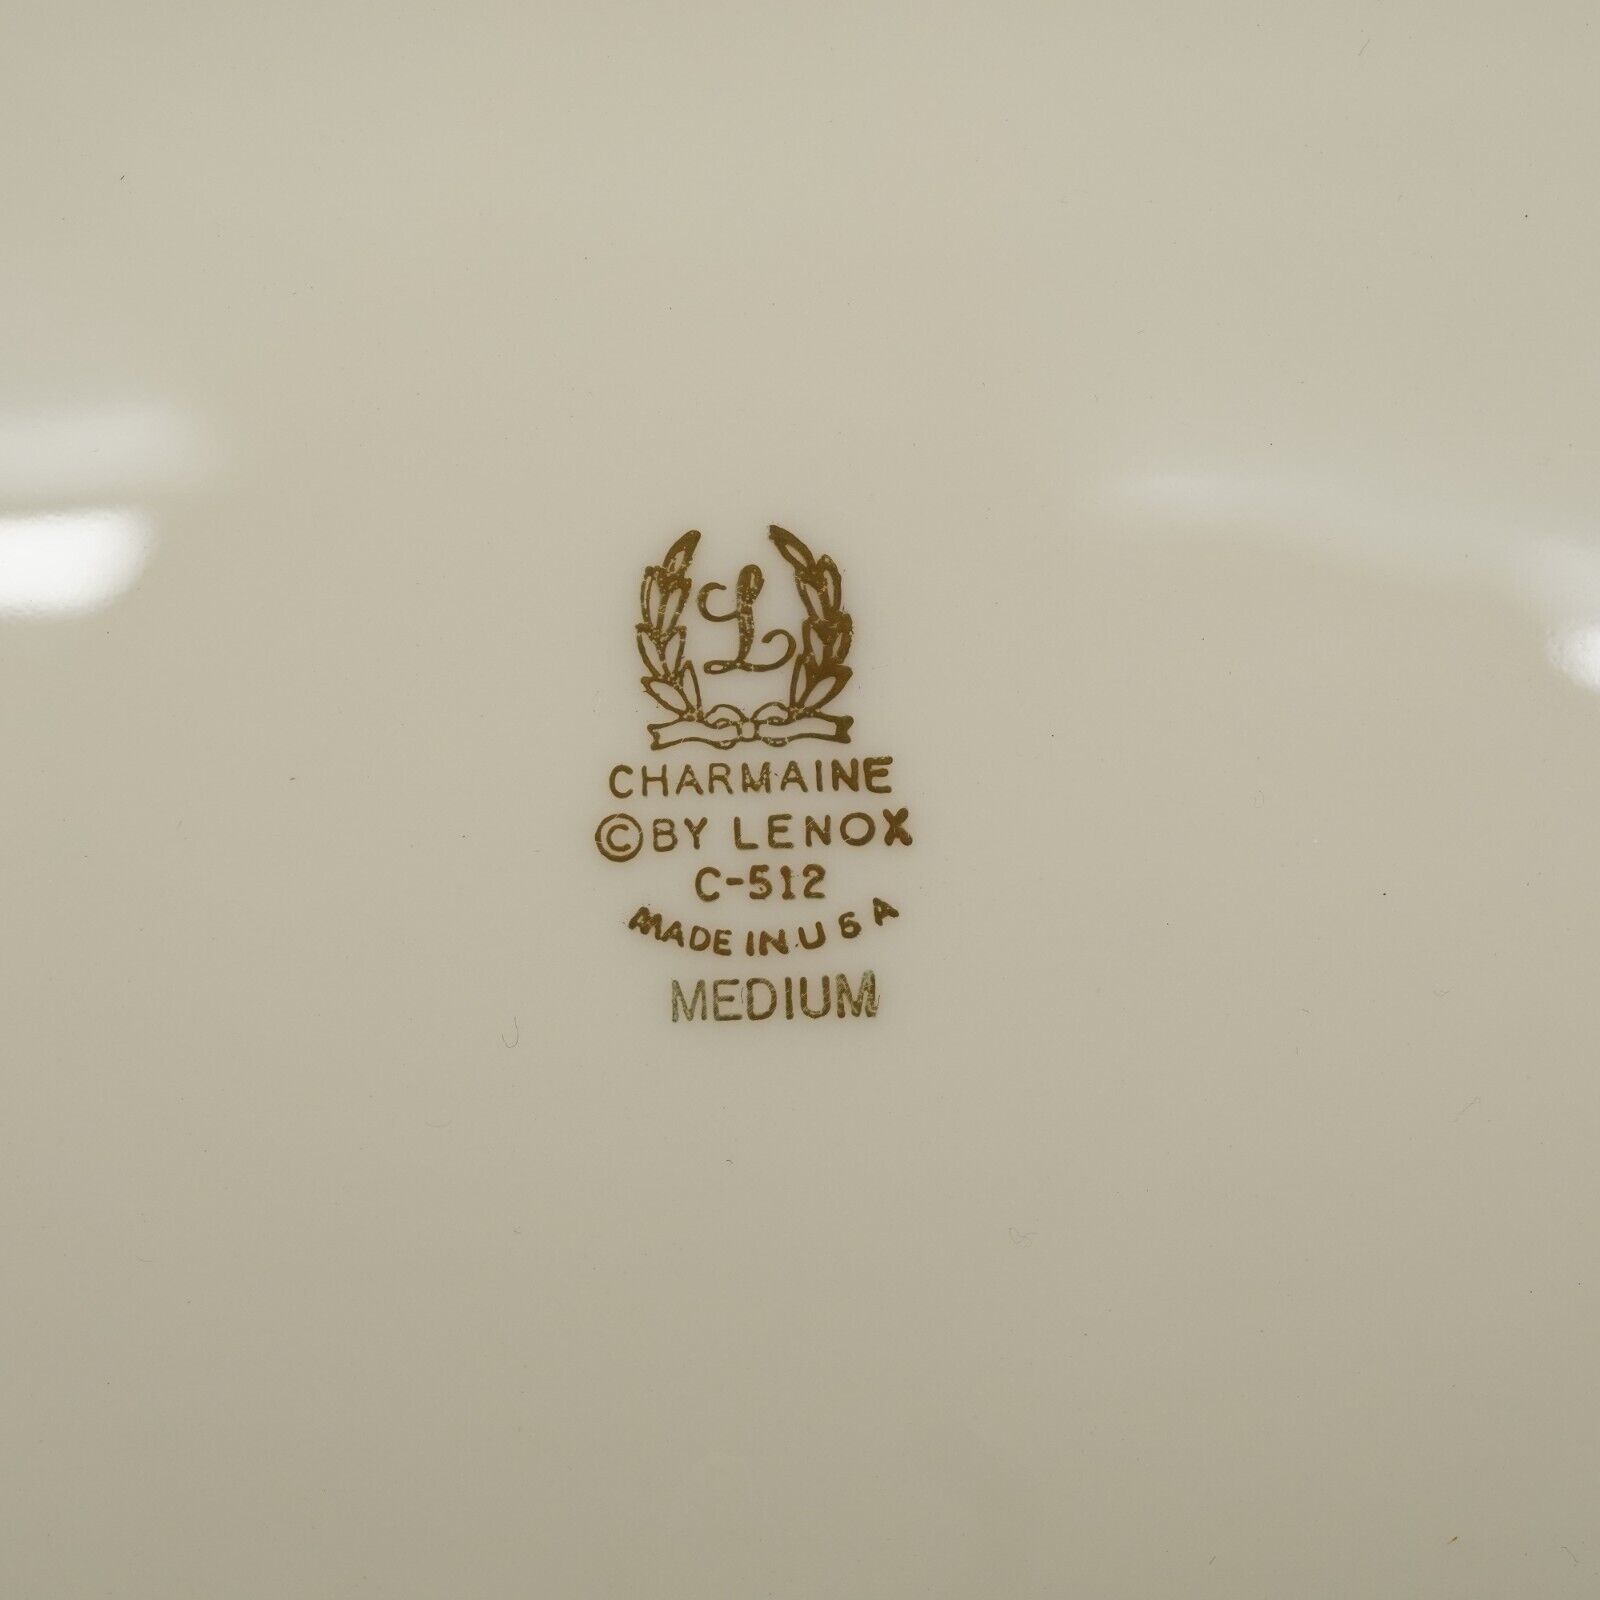 L
CHARMAINE
©BY LENOX
C-512
MADE IN U S A
MEDIUM